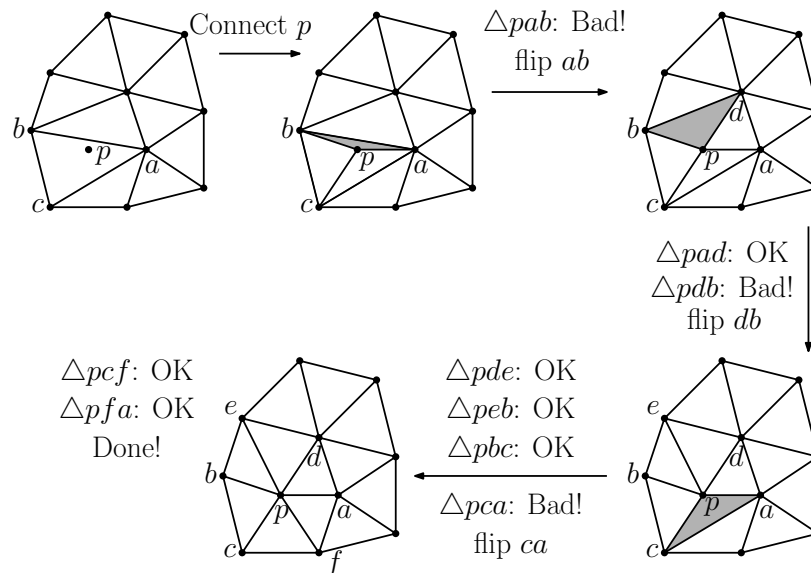 Connect p
△pab: Bad!
flip ab
b
p
a
c
b
p
a
c
d
b
p
a
c
△pad: OK
△pdb: Bad!
flip db
△pcf: OK
△pfa: OK
Done!
△pde: OK
△peb: OK
△pbc: OK
△pca: Bad!
flip ca
e
d
b
p
a
c
f
e
d
b
p
a
c